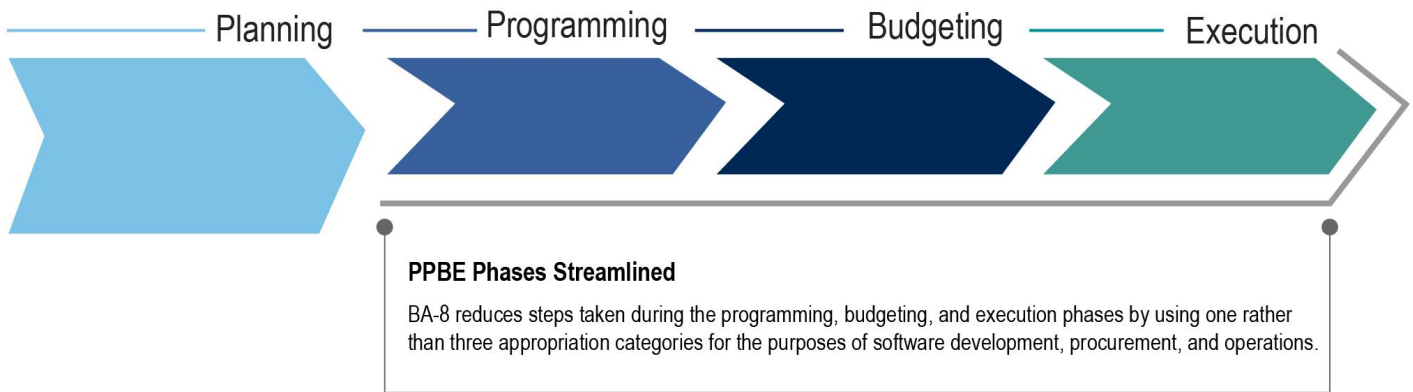 Planning
Programming
Budgeting
Execution
PPBE Phases Streamlined
BA-8 reduces steps taken during the programming, budgeting, and execution phases by using one rather
than three appropriation categories for the purposes of software development, procurement, and operations.